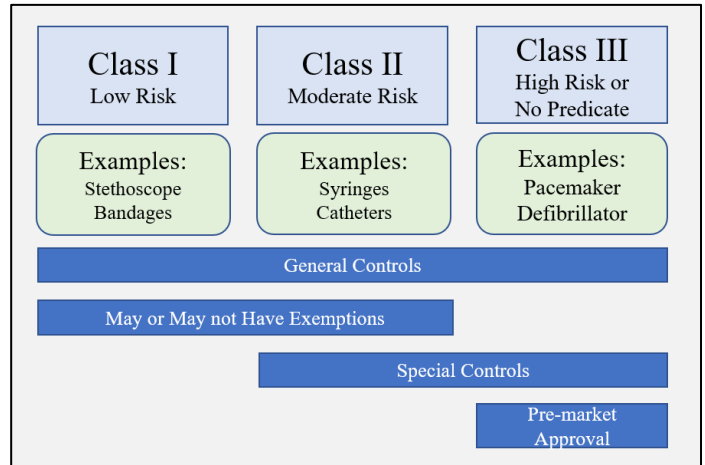 Class I
Low Risk
Class II
Moderate Risk
Class III
High Risk or
No Predicate
Examples:
Stethoscope
Bandages
Examples:
Syringes
Catheters
Examples:
Pacemaker
Defibrillator
General Controls
May or May not Have Exemptions
Special Controls
Pre-market
Approval